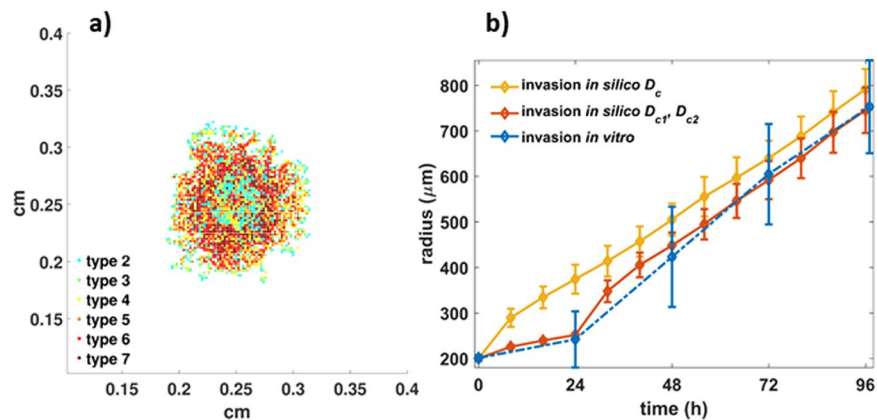 a)
0.4
0.35
0.3
0.25
0.2
0.15
cm
type 2
type 3
type 4
type 5
type 6
type 7
0.15 0.2 0.25 0.3 0.35 0.4
cm
b)
800
700
600
500
400
300
200
radius (μm)
invasion in silico Dc
invasion in silico Dc1, Dc2
invasion in vitro
0 24 48 72 96
time (h)